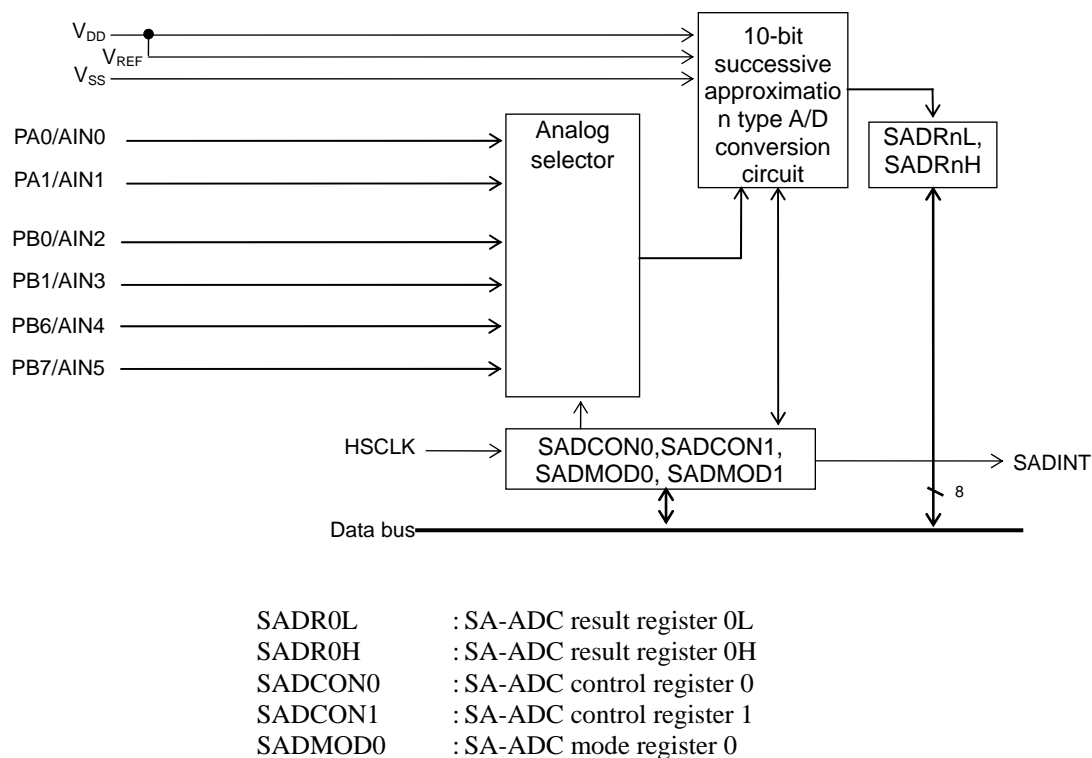 VDD
VREF
VSS
10-bit
successive
approximatio
n type A/D
conversion
circuit
SADRnL,
SADRnH
Analog
selector
PA0/AIN0
PA1/AIN1
PB0/AIN2
PB1/AIN3
PB6/AIN4
PB7/AIN5
HSCLK
SADCON0,SADCON1,
SADMOD0, SADMOD1
SADINT
8
Data bus
SADR0L : SA-ADC result register 0L
SADR0H : SA-ADC result register 0H
SADCON0 : SA-ADC control register 0
SADCON1 : SA-ADC control register 1
SADMOD0 : SA-ADC mode register 0